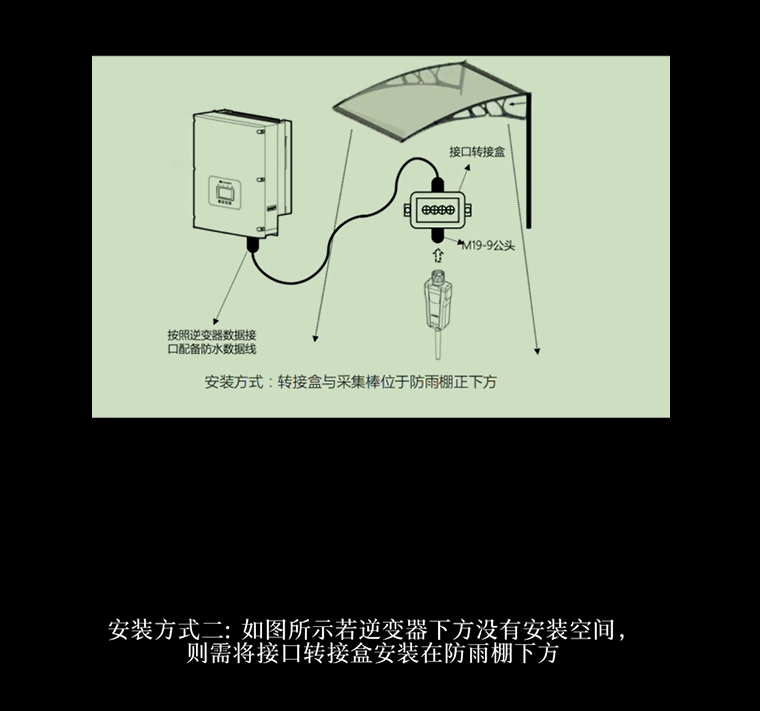 接口转接盒
M19-9公头
按照逆变器数据接
口配备防水数据线
安装方式：转接盒与采集棒位于防雨棚正下方
安装方式二: 如图所示若逆变器下方没有安装空间，
则需将接口转接盒安装在防雨棚下方